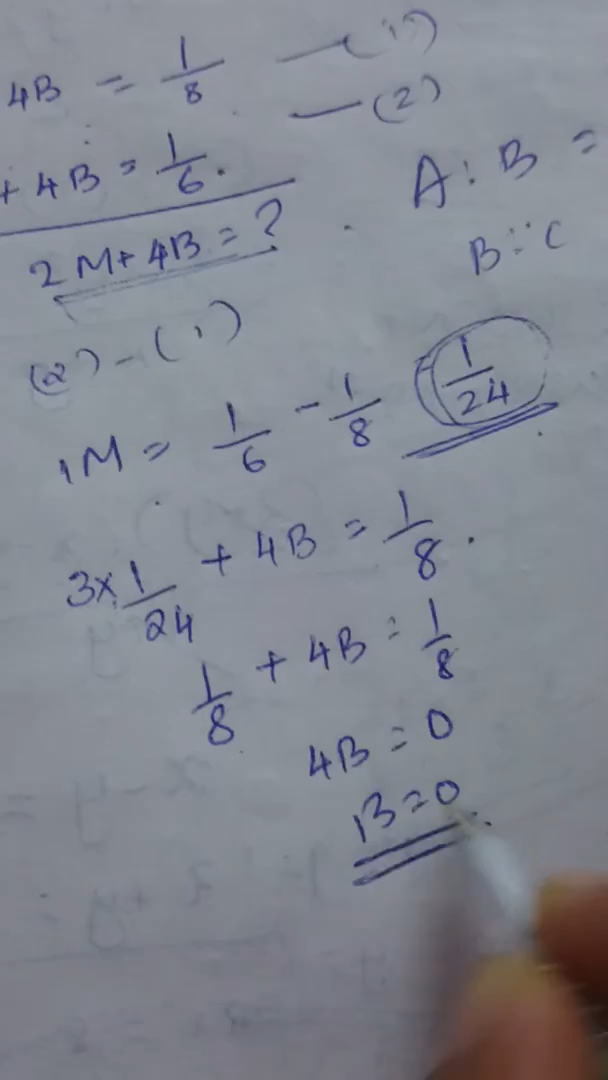 4B = 1/8 — (1)
+ 4B = 1/6. — (2)
2M + 4B = ?
A : B =
B : C
(2) - (1)
1M = 1/6 - 1/8 1/24
3 x 1/24 + 4B = 1/8.
1/8 + 4B = 1/8
4B = 0
1B = 0